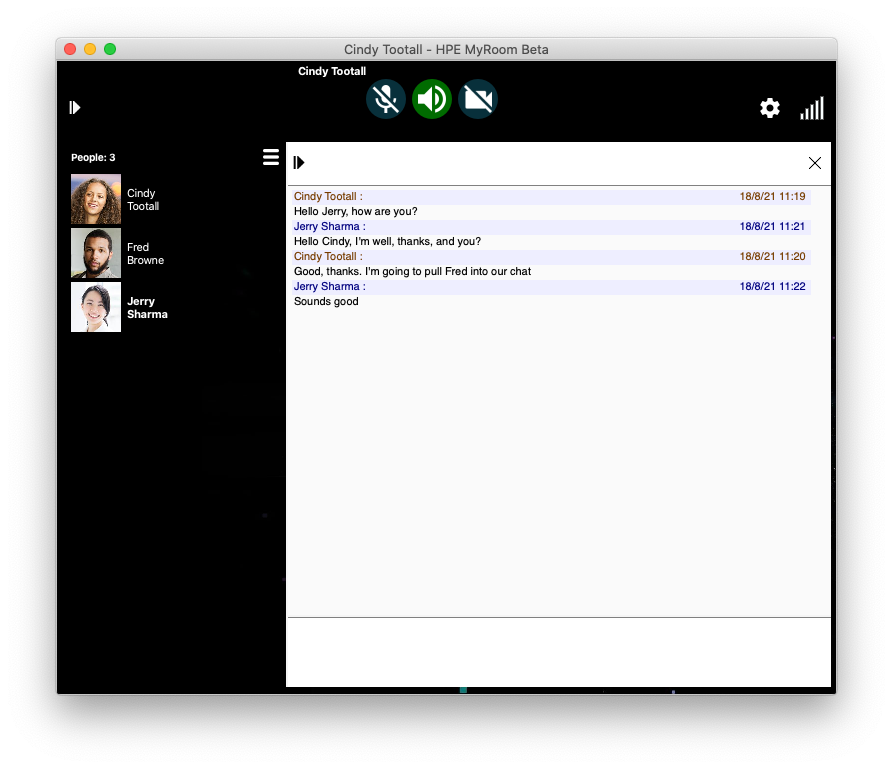 Cindy Tootall - HPE MyRoom Beta
Cindy Tootall
People: 3
Cindy
Tootall
Fred
Browne
Jerry
Sharma
Cindy Tootall : 18/8/21 11:19
Hello Jerry, how are you?
Jerry Sharma : 18/8/21 11:21
Hello Cindy, I'm well, thanks, and you?
Cindy Tootall : 18/8/21 11:20
Good, thanks. I'm going to pull Fred into our chat
Jerry Sharma : 18/8/21 11:22
Sounds good